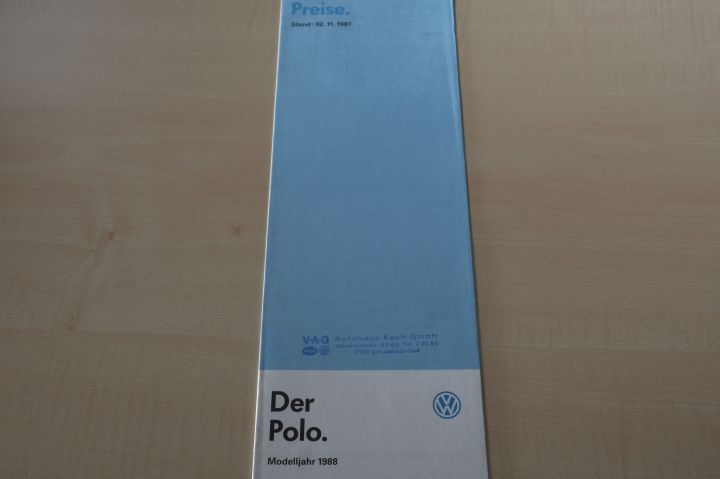 Preise.
Stand: 02. 11. 1987
V·A·G Autohaus Koch GmbH
Der
Polo.
Modelljahr 1988